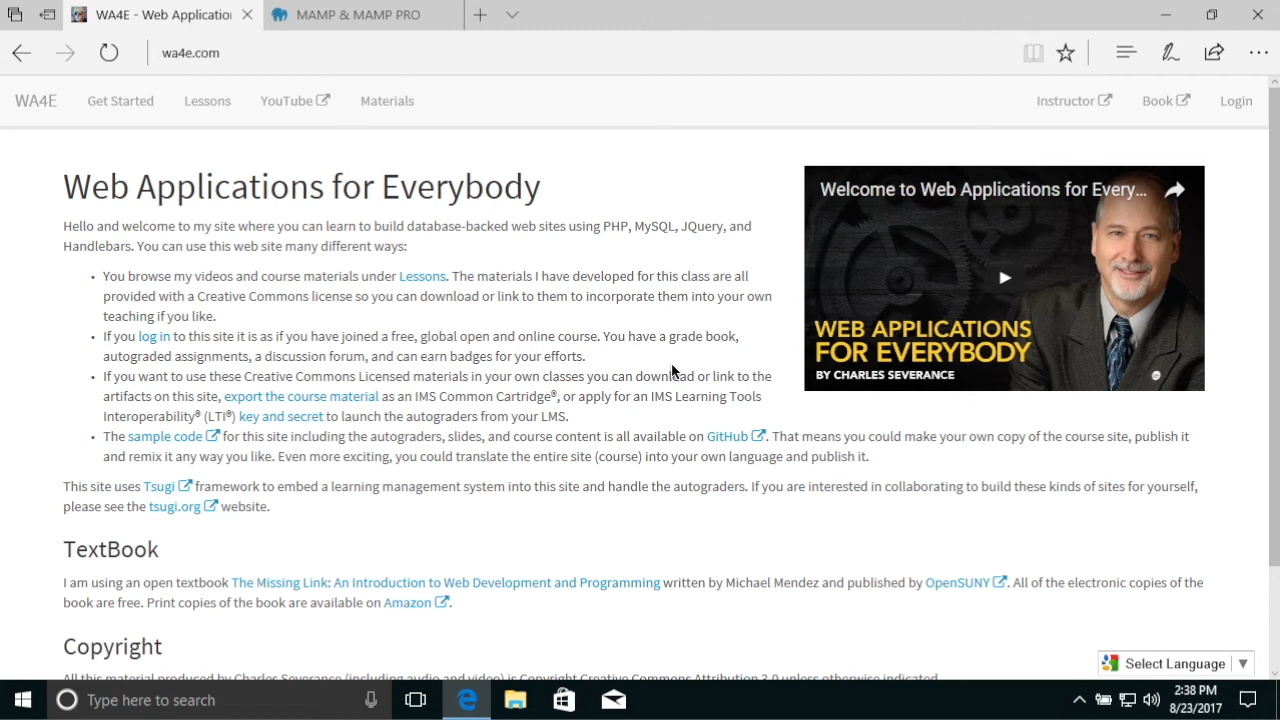 WA4E - Web Application
MAMP & MAMP PRO
wa4e.com
WA4E Get Started Lessons YouTube Materials Instructor Book Login
Web Applications for Everybody
Hello and welcome to my site where you can learn to build database-backed web sites using PHP, MySQL, JQuery, and
Handlebars. You can use this web site many different ways:
• You browse my videos and course materials under Lessons. The materials I have developed for this class are all
provided with a Creative Commons license so you can download or link to them to incorporate them into your own
teaching if you like.
• If you log in to this site it is as if you have joined a free, global open and online course. You have a grade book,
autograded assignments, a discussion forum, and can earn badges for your efforts.
• If you want to use these Creative Commons Licensed materials in your own classes you can download or link to the
artifacts on this site, export the course material as an IMS Common Cartridge®, or apply for an IMS Learning Tools
Interoperability® (LTI®) key and secret to launch the autograders from your LMS.
• The sample code for this site including the autograders, slides, and course content is all available on GitHub. That means you could make your own copy of the course site, publish it
and remix it any way you like. Even more exciting, you could translate the entire site (course) into your own language and publish it.
Welcome to Web Applications for Every...
WEB APPLICATIONS
FOR EVERYBODY
BY CHARLES SEVERANCE
This site uses Tsugi framework to embed a learning management system into this site and handle the autograders. If you are interested in collaborating to build these kinds of sites for yourself,
please see the tsugi.org website.
TextBook
I am using an open textbook The Missing Link: An Introduction to Web Development and Programming written by Michael Mendez and published by OpenSUNY. All of the electronic copies of the
book are free. Print copies of the book are available on Amazon.
Copyright
All this material produced by Charles Severance (including audio and video) is Copyright Creative Commons Attribution 3.0 unless otherwise indicated.
Select Language
Type here to search
2:38 PM
8/23/2017